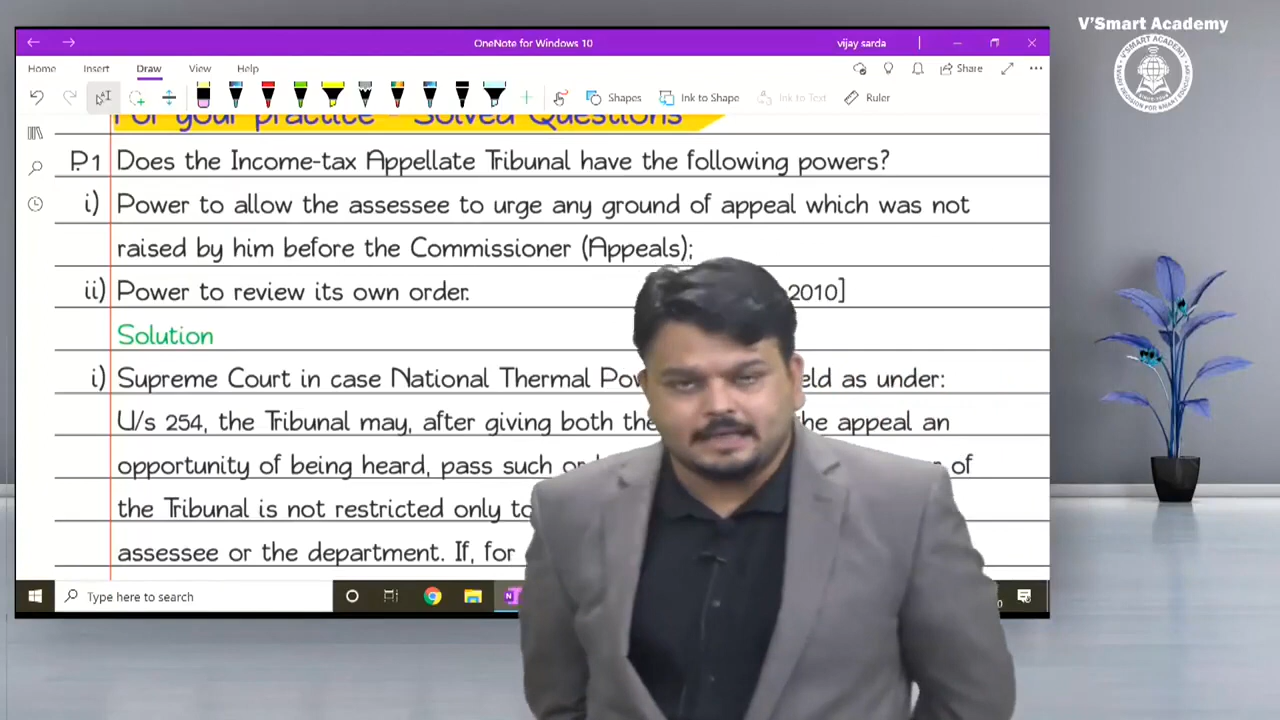 V'Smart Academy
OneNote for Windows 10
vijay sarda
Home Insert Draw View Help
Share
Shapes Ink to Shape Ink to Text Ruler
For your practice - Solved Questions
P.1 Does the Income-tax Appellate Tribunal have the following powers?
i) Power to allow the assessee to urge any ground of appeal which was not
raised by him before the Commissioner (Appeals);
ii) Power to review its own order. 2010]
Solution
i) Supreme Court in case National Thermal Pow eld as under:
U/s 254, the Tribunal may, after giving both the he appeal an
opportunity of being heard, pass such of
the Tribunal is not restricted only to
assessee or the department. If, for
Type here to search